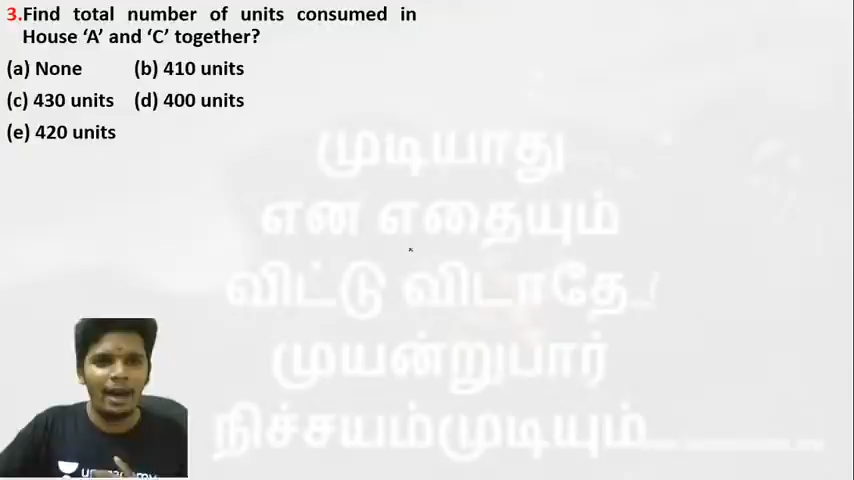 3.Find total number of units consumed in
House ‘A’ and ‘C’ together?
(a) None (b) 410 units
(c) 430 units (d) 400 units
(e) 420 units
முடியாது
என எதையும்
விட்டு விடாதே
முயன்றுபார்
நிச்சயம்முடியும்